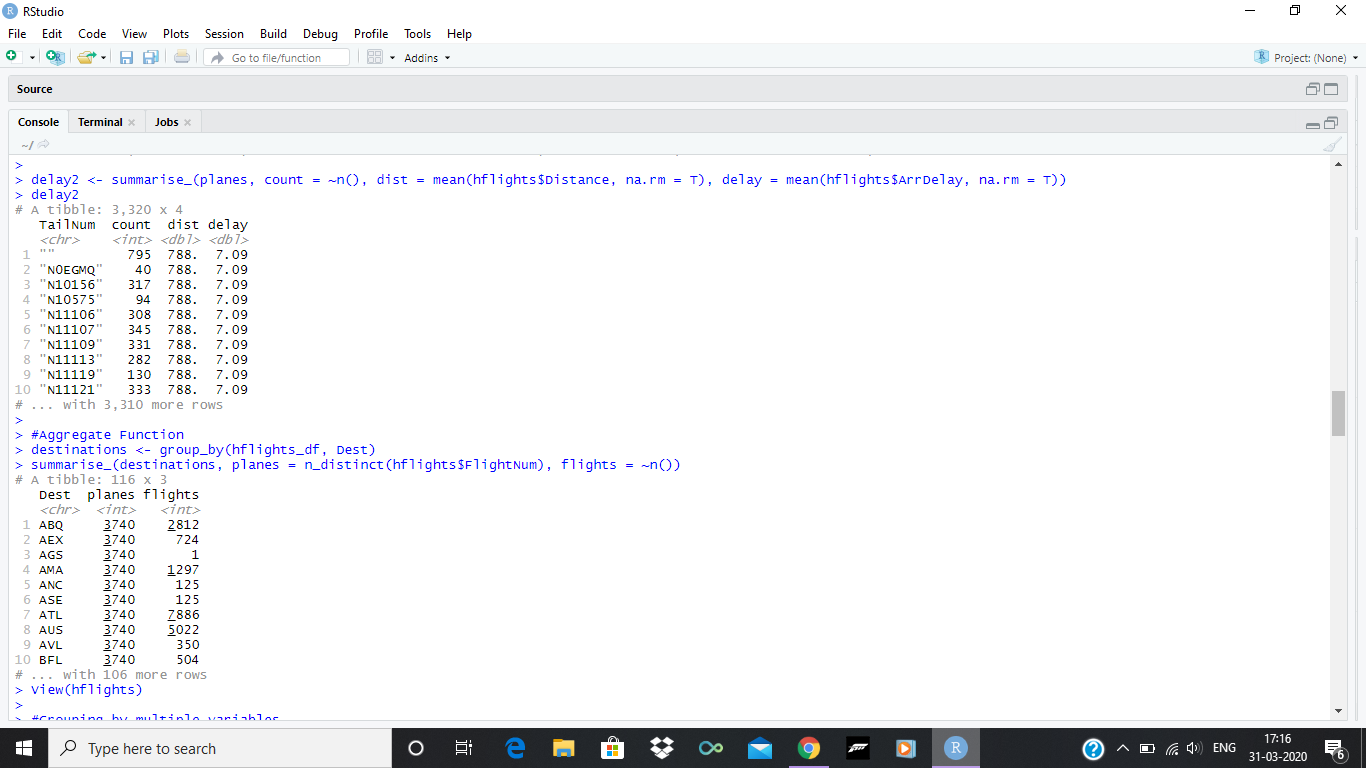 RStudio
File Edit Code View Plots Session Build Debug Profile Tools Help
Go to file/function
Addins
Project: (None)
Source
Console Terminal Jobs
~/
>
> delay2 <- summarise_(planes, count = ~n(), dist = mean(hflights$Distance, na.rm = T), delay = mean(hflights$ArrDelay, na.rm = T))
> delay2
# A tibble: 3,320 x 4
TailNum count dist delay
<chr> <int> <dbl> <dbl>
1 "" 795 788. 7.09
2 "N0EGMQ" 40 788. 7.09
3 "N10156" 317 788. 7.09
4 "N10575" 94 788. 7.09
5 "N11106" 308 788. 7.09
6 "N11107" 345 788. 7.09
7 "N11109" 331 788. 7.09
8 "N11113" 282 788. 7.09
9 "N11119" 130 788. 7.09
10 "N11121" 333 788. 7.09
# ... with 3,310 more rows
>
> #Aggregate Function
> destinations <- group_by(hflights_df, Dest)
> summarise_(destinations, planes = n_distinct(hflights$FlightNum), flights = ~n())
# A tibble: 116 x 3
Dest planes flights
<chr> <int> <int>
1 ABQ 3740 2812
2 AEX 3740 724
3 AGS 3740 1
4 AMA 3740 1297
5 ANC 3740 125
6 ASE 3740 125
7 ATL 3740 7886
8 AUS 3740 5022
9 AVL 3740 350
10 BFL 3740 504
# ... with 106 more rows
> View(hflights)
>
> #Grouping by multiple variables
Type here to search
ENG
17:16
31-03-2020
6